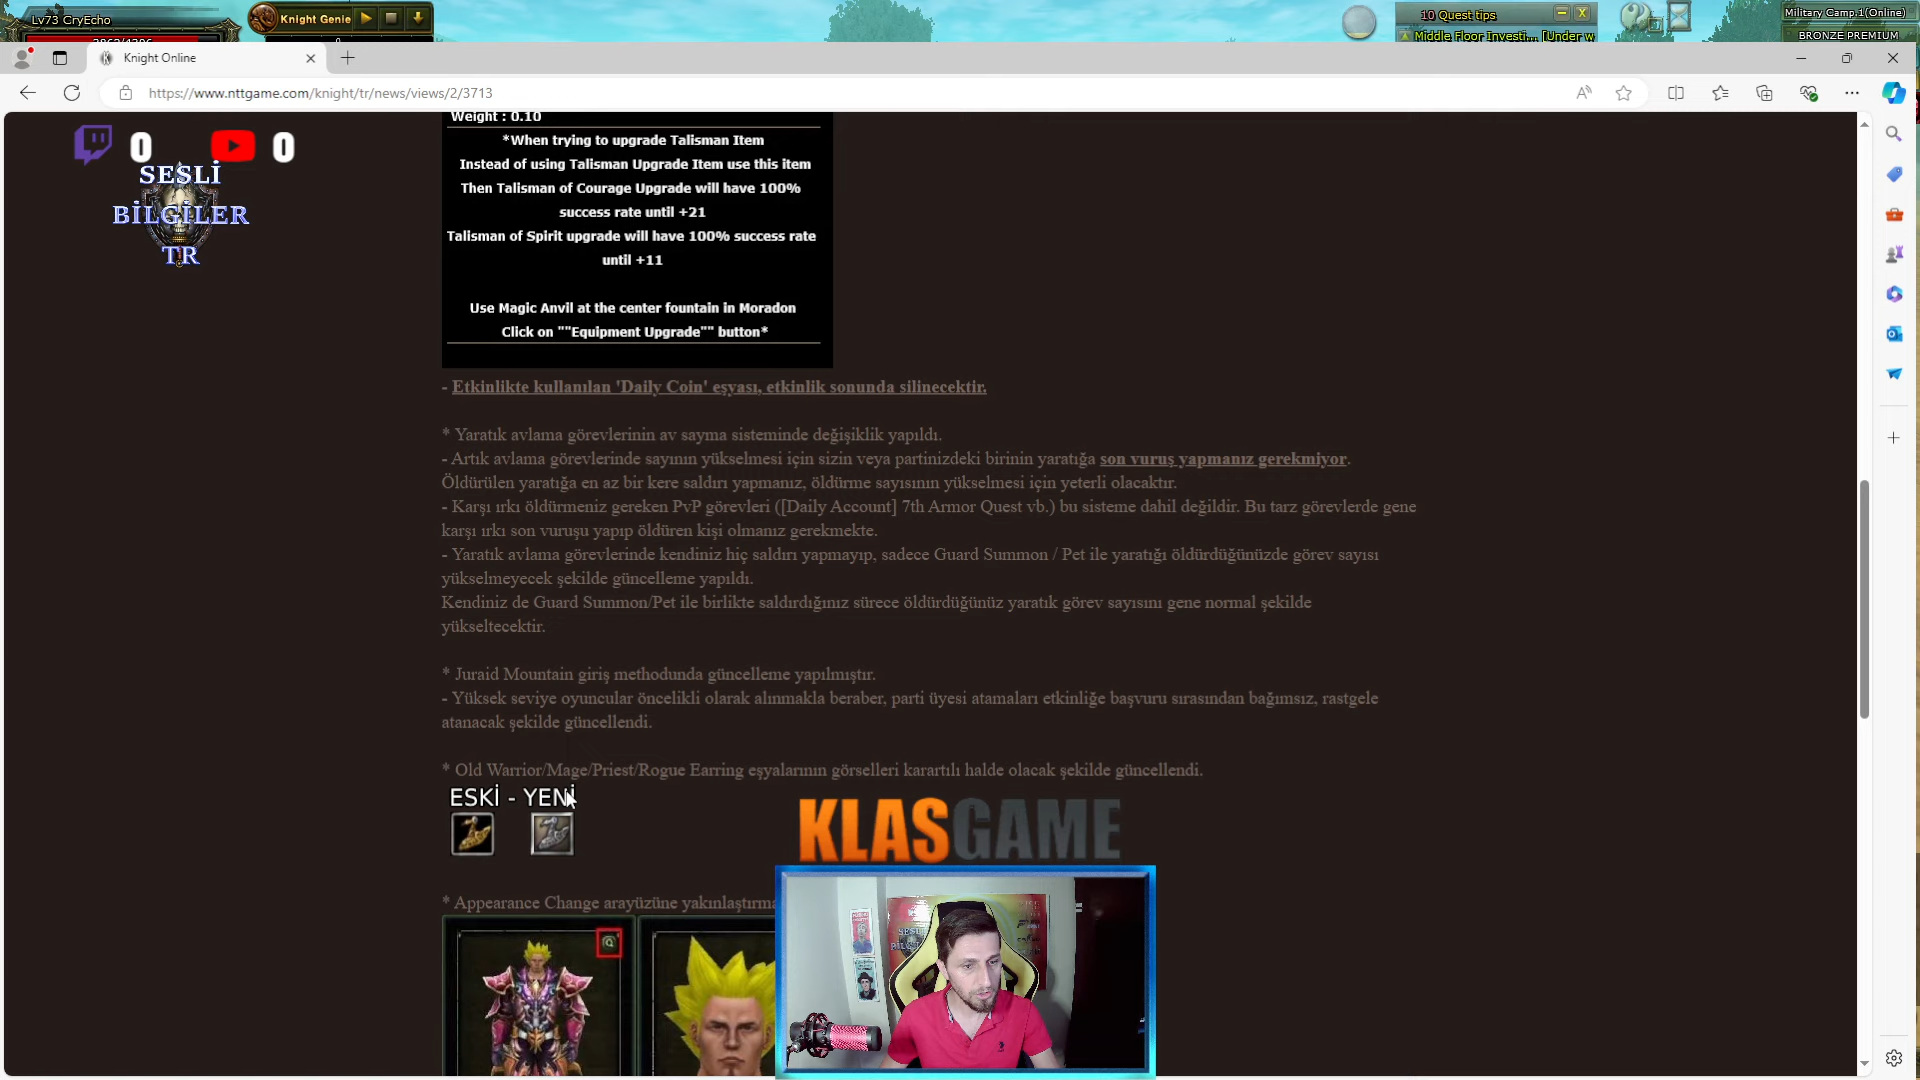 Lv73 CryEcho
Knight Genie
10 Quest tips
Middle Floor Investi... [Under w
Military Camp.1(Online)
BRONZE PREMIUM
Knight Online
https://www.nttgame.com/knight/tr/news/views/2/3713
0
0
SESLİ
BİLGİLER
TR
Weight : 0.10
*When trying to upgrade Talisman Item
Instead of using Talisman Upgrade Item use this item
Then Talisman of Courage Upgrade will have 100%
success rate until +21
Talisman of Spirit upgrade will have 100% success rate
until +11
Use Magic Anvil at the center fountain in Moradon
Click on ""Equipment Upgrade"" button*
- Etkinlikte kullanılan 'Daily Coin' eşyası, etkinlik sonunda silinecektir.
* Yaratık avlama görevlerinin av sayma sisteminde değişiklik yapıldı.
- Artık avlama görevlerinde sayının yükselmesi için sizin veya partinizdeki birinin yaratığa son vuruş yapmanız gerekmiyor.
Öldürülen yaratığa en az bir kere saldırı yapmanız, öldürme sayısının yükselmesi için yeterli olacaktır.
- Karşı ırkı öldürmeniz gereken PvP görevleri ([Daily Account] 7th Armor Quest vb.) bu sisteme dahil değildir. Bu tarz görevlerde gene
karşı ırkı son vuruşu yapıp öldüren kişi olmanız gerekmekte.
- Yaratık avlama görevlerinde kendiniz hiç saldırı yapmayıp, sadece Guard Summon / Pet ile yaratığı öldürdüğünüzde görev sayısı
yükselmeyecek şekilde güncelleme yapıldı.
Kendiniz de Guard Summon/Pet ile birlikte saldırdığınız sürece öldürdüğünüz yaratık görev sayısını gene normal şekilde
yükseltecektir.
* Juraid Mountain giriş methodunda güncelleme yapılmıştır.
- Yüksek seviye oyuncular öncelikli olarak alınmakla beraber, parti üyesi atamaları etkinliğe başvuru sırasından bağımsız, rastgele
atanacak şekilde güncellendi.
* Old Warrior/Mage/Priest/Rogue Earring eşyalarının görselleri karartılı halde olacak şekilde güncellendi.
ESKİ - YENİ
KLASGAME
* Appearance Change arayüzüne yakınlaştırma